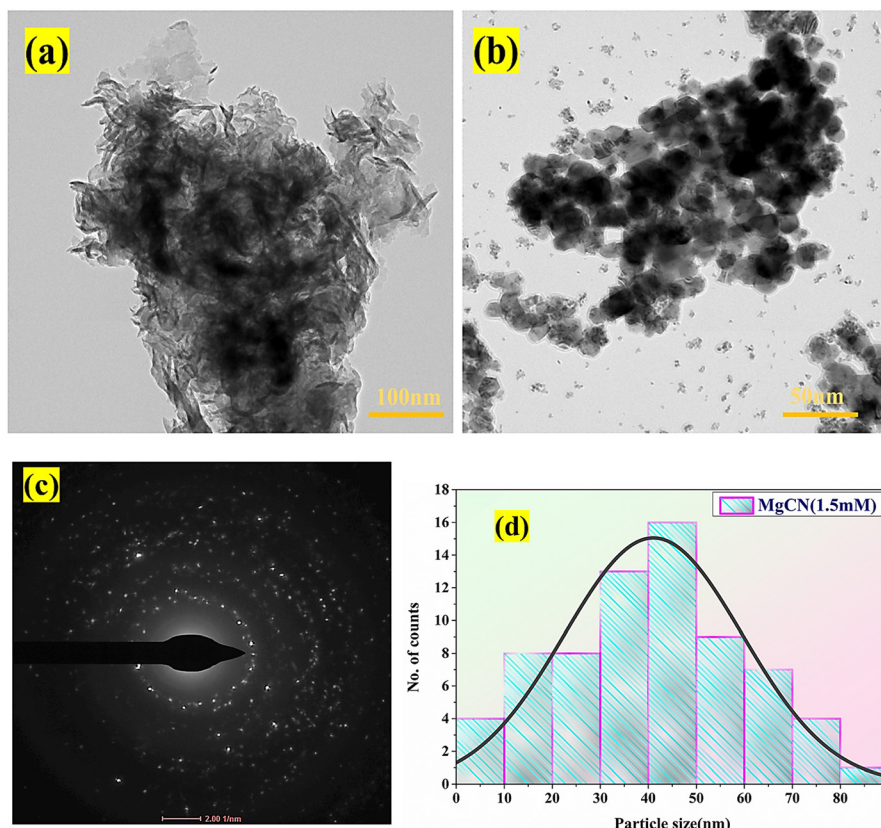 (a)
100nm
(b)
50nm
(c)
2.00 1/nm
(d)
MgCN(1.5mM)
No. of counts
18
16
14
12
10
8
6
4
2
0
0 10 20 30 40 50 60 70 80
Particle size(nm)